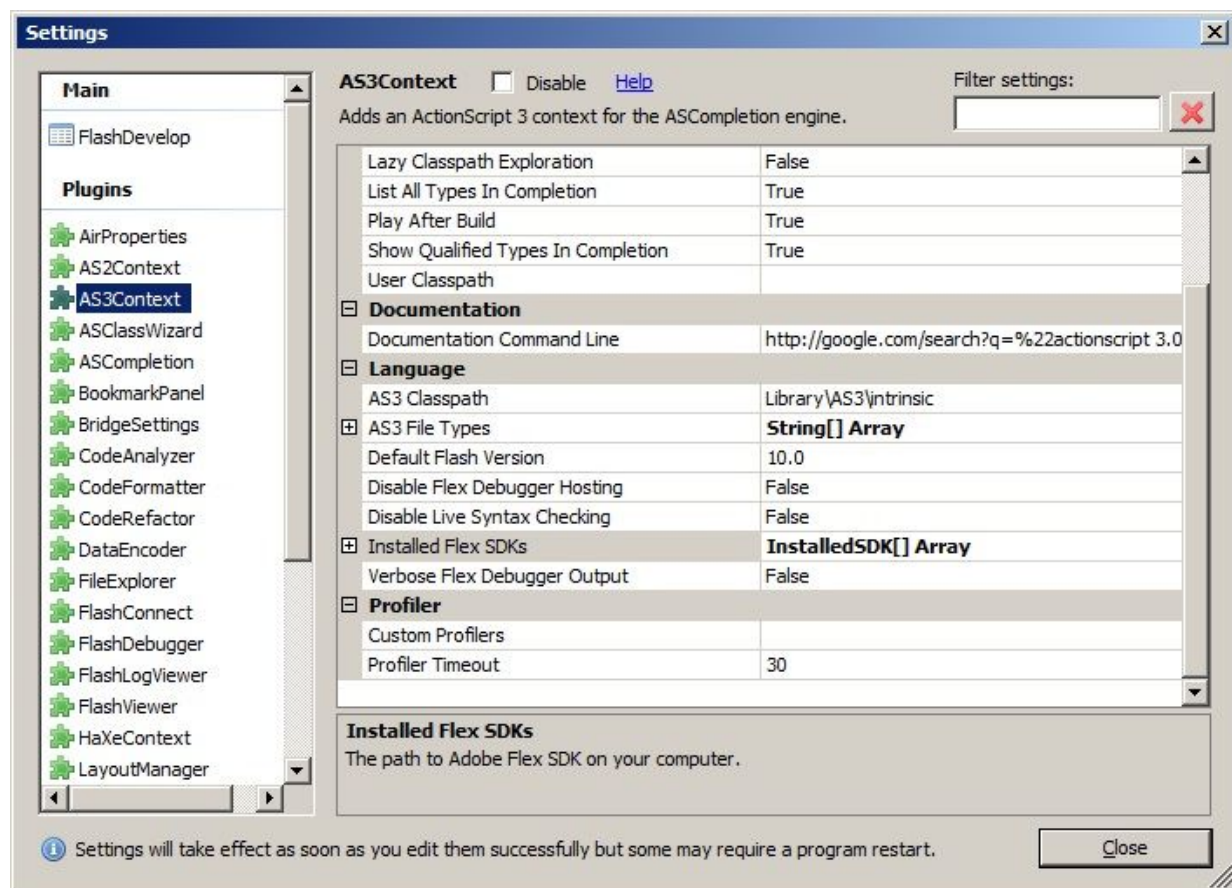 Settings
Main
FlashDevelop
Plugins
AirProperties
AS2Context
AS3Context
ASClassWizard
ASCompletion
BookmarkPanel
BridgeSettings
CodeAnalyzer
CodeFormatter
CodeRefactor
DataEncoder
FileExplorer
FlashConnect
FlashDebugger
FlashLogViewer
FlashViewer
HaXeContext
LayoutManager
AS3Context Disable Help
Filter settings:
Adds an ActionScript 3 context for the ASCompletion engine.
Lazy Classpath Exploration False
List All Types In Completion True
Play After Build True
Show Qualified Types In Completion True
User Classpath
Documentation
Documentation Command Line http://google.com/search?q=%22actionscript 3.0
Language
AS3 Classpath Library\AS3\intrinsic
AS3 File Types String[] Array
Default Flash Version 10.0
Disable Flex Debugger Hosting False
Disable Live Syntax Checking False
Installed Flex SDKs InstalledSDK[] Array
Verbose Flex Debugger Output False
Profiler
Custom Profilers
Profiler Timeout 30
Installed Flex SDKs
The path to Adobe Flex SDK on your computer.
Settings will take effect as soon as you edit them successfully but some may require a program restart.
Close